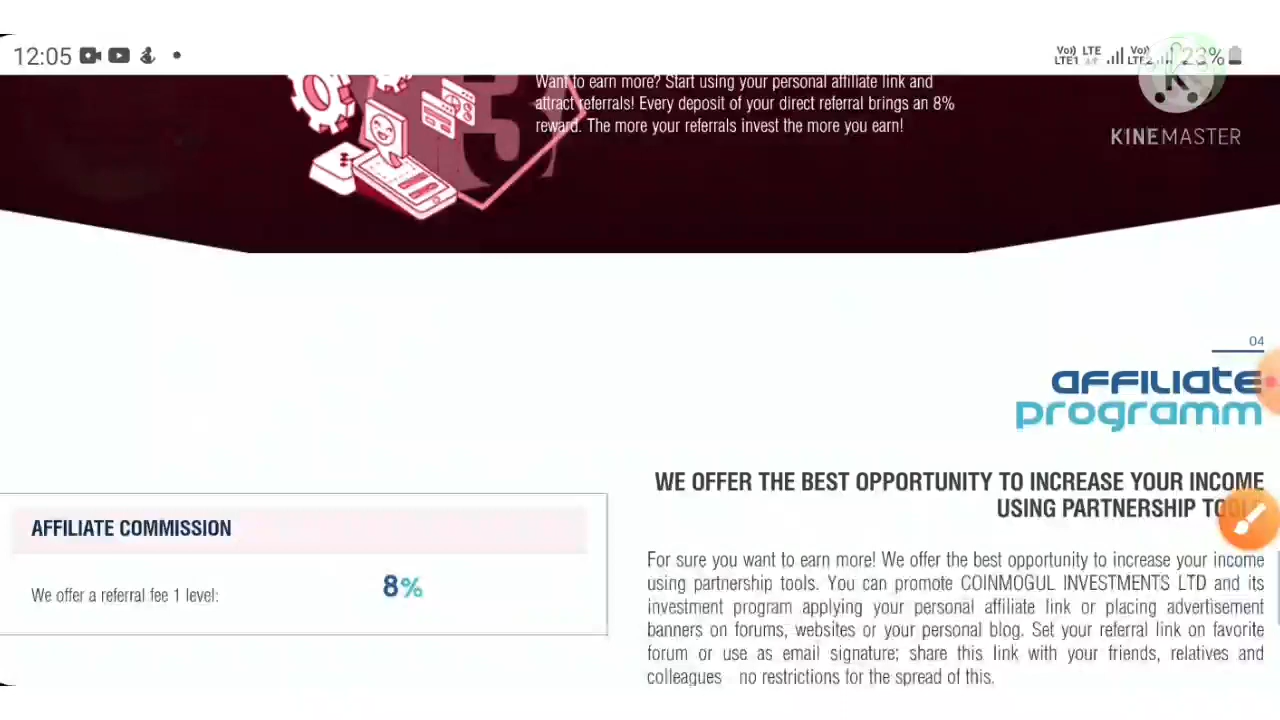 12:05
Vo) LTE Vo)
LTE1 LTE2 23%
KINEMASTER
Want to earn more? Start using your personal affiliate link and
attract referrals! Every deposit of your direct referral brings an 8%
reward. The more your referrals invest the more you earn!
04
affiliate
programm
WE OFFER THE BEST OPPORTUNITY TO INCREASE YOUR INCOME
USING PARTNERSHIP
AFFILIATE COMMISSION
We offer a referral fee 1 level: 8%
For sure you want to earn more! We offer the best opportunity to increase your income
using partnership tools. You can promote COINMOGUL INVESTMENTS LTD and its
investment program applying your personal affiliate link or placing advertisement
banners on forums, websites or your personal blog. Set your referral link on favorite
forum or use as email signature; share this link with your friends, relatives and
colleagues no restrictions for the spread of this.